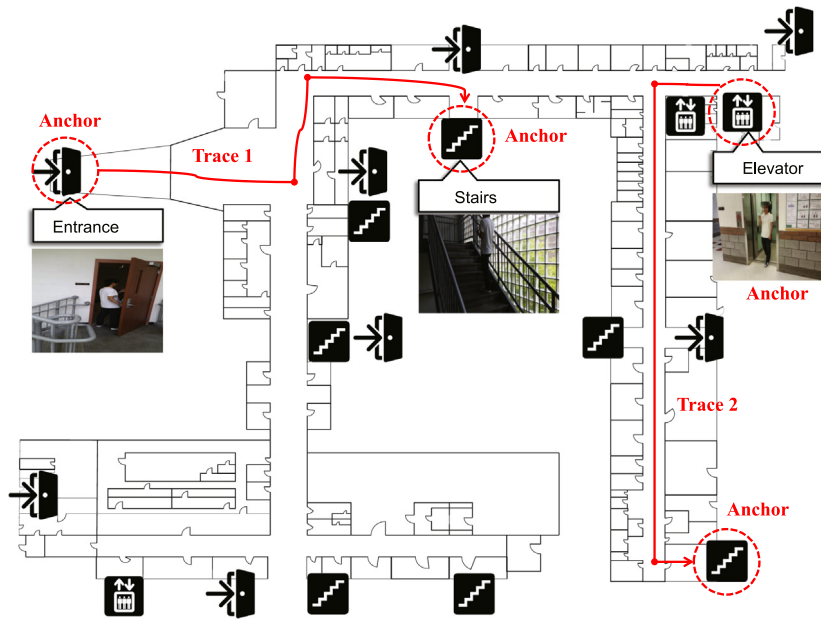 Anchor
Trace 1
Entrance
Anchor
Stairs
Elevator
Anchor
Trace 2
Anchor